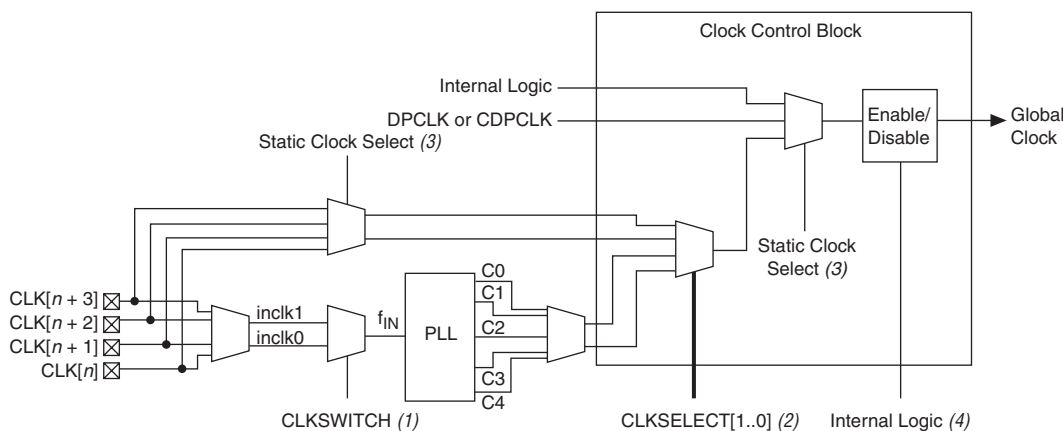 Clock Control Block
Internal Logic
DPCLK or CDPCLK
Enable/
Disable
Global
Clock
Static Clock Select (3)
Static Clock
Select (3)
CLK[n + 3]
CLK[n + 2]
CLK[n + 1]
CLK[n]
inclk1
inclk0
fIN
PLL
C0
C1
C2
C3
C4
CLKSWITCH (1)
CLKSELECT[1..0] (2)
Internal Logic (4)